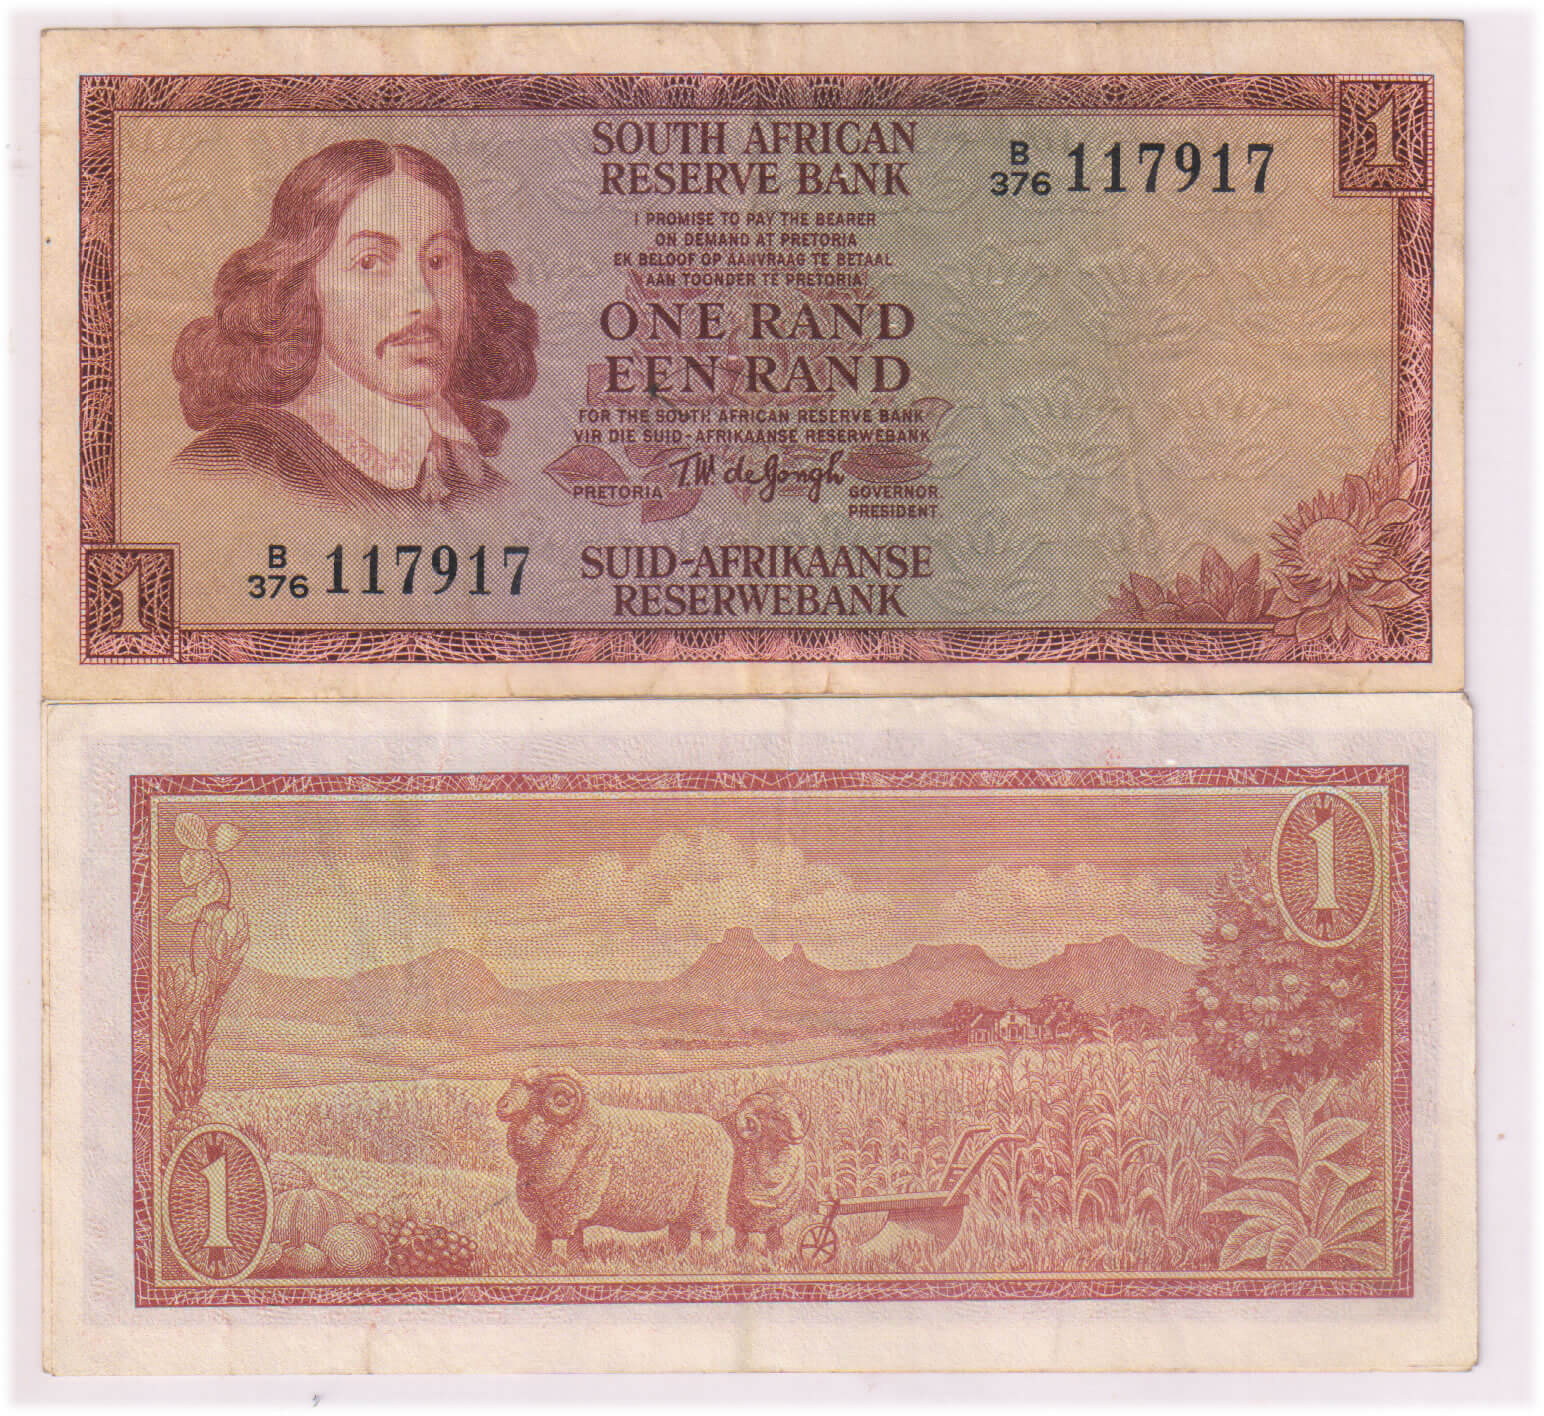 1
SOUTH AFRICAN
RESERVE BANK
B/376 117917
I PROMISE TO PAY THE BEARER
ON DEMAND AT PRETORIA
EK BELOOF OP AANVRAAG TE BETAAL
AAN TOONDER TE PRETORIA
ONE RAND
EEN RAND
FOR THE SOUTH AFRICAN RESERVE BANK
VIR DIE SUID-AFRIKAANSE RESERWEBANK
T.W. de Jongh
PRETORIA
GOVERNOR
PRESIDENT
B/376 117917
SUID-AFRIKAANSE
RESERWEBANK
1
1
1